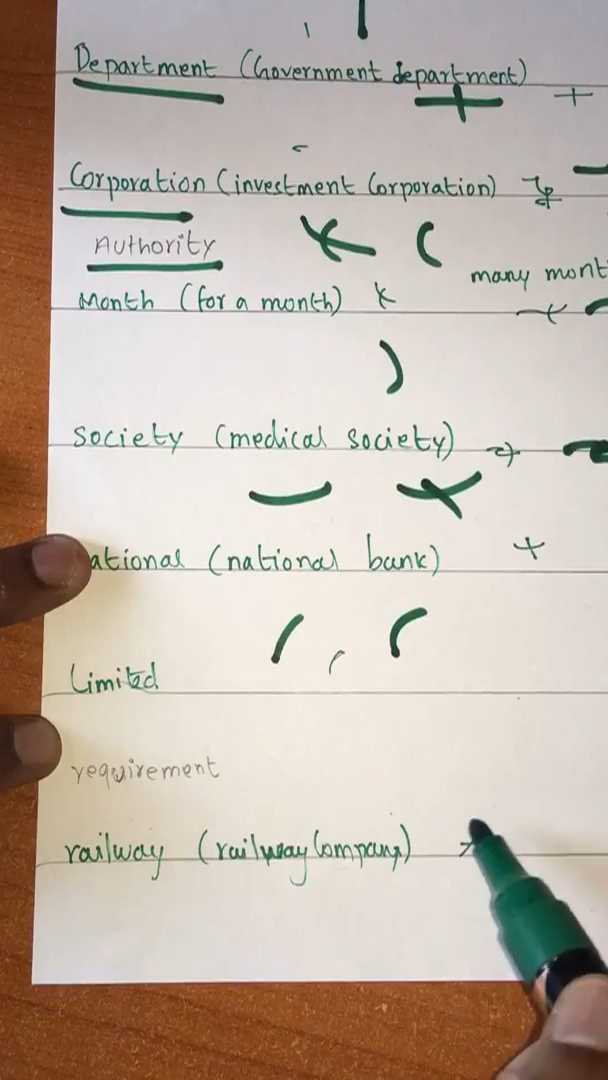 Department (Government department)
Corporation (investment Corporation)
Authority
many mont
Month (for a month)
society (medical society)
ational (national bank)
Limited
requirement
railway (railway Company)